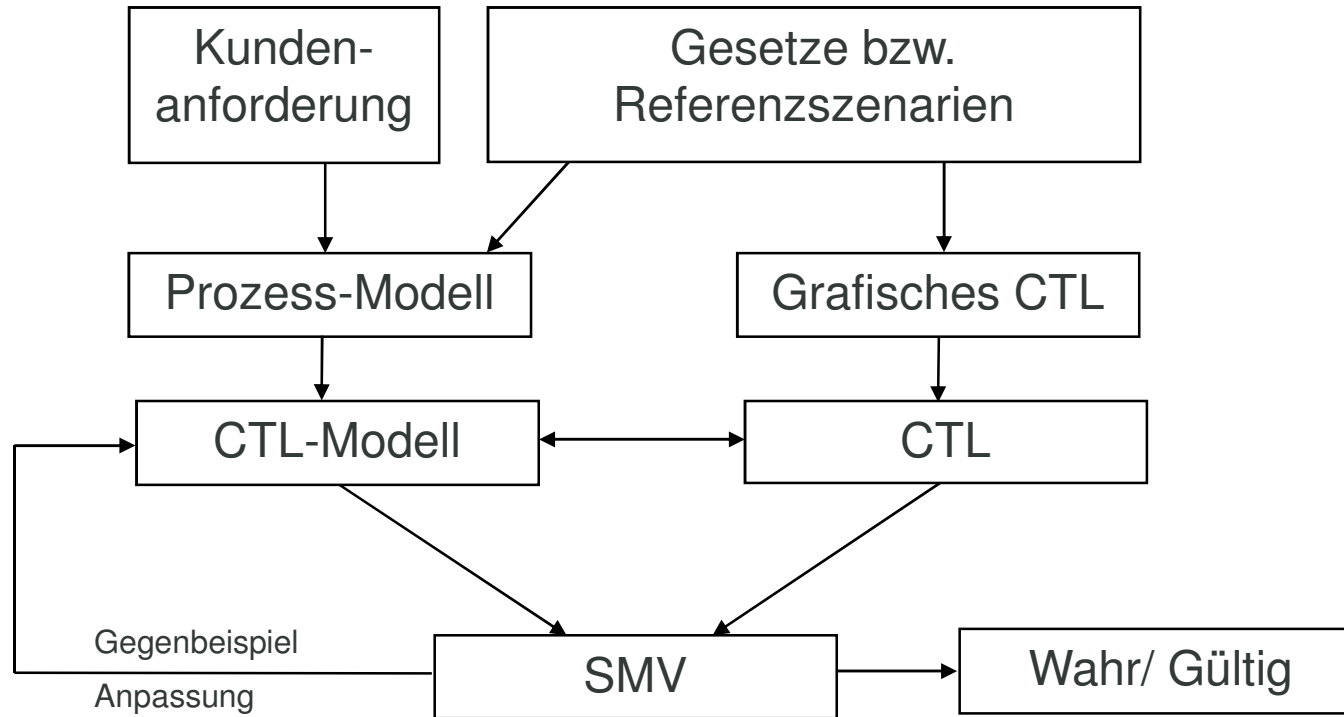 Kunden-
anforderung
Gesetze bzw.
Referenzszenarien
Prozess-Modell
Grafisches CTL
CTL-Modell
CTL
Gegenbeispiel
Anpassung
SMV
Wahr/ Gültig